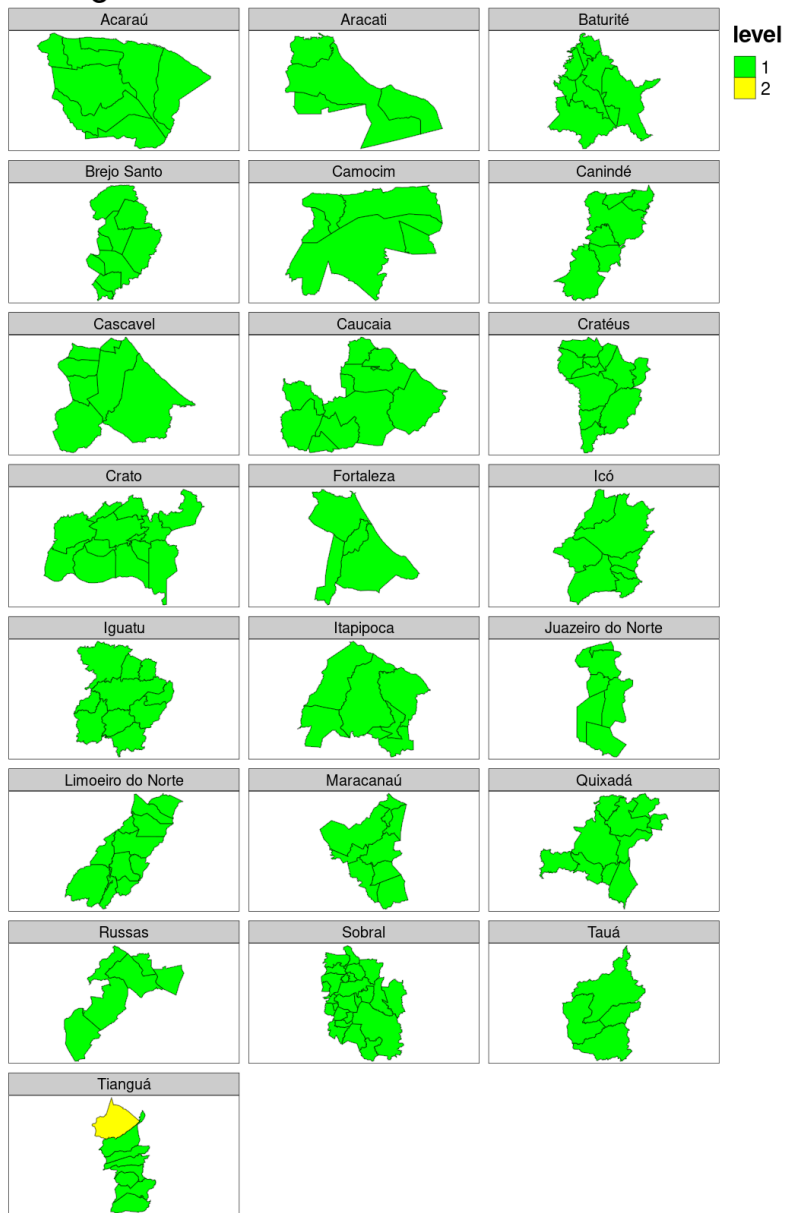 Acaraú
Aracati
Baturité
level
1
2
Brejo Santo
Camocim
Canindé
Cascavel
Caucaia
Cratéus
Crato
Fortaleza
Icó
Iguatu
Itapipoca
Juazeiro do Norte
Limoeiro do Norte
Maracanaú
Quixadá
Russas
Sobral
Tauá
Tianguá